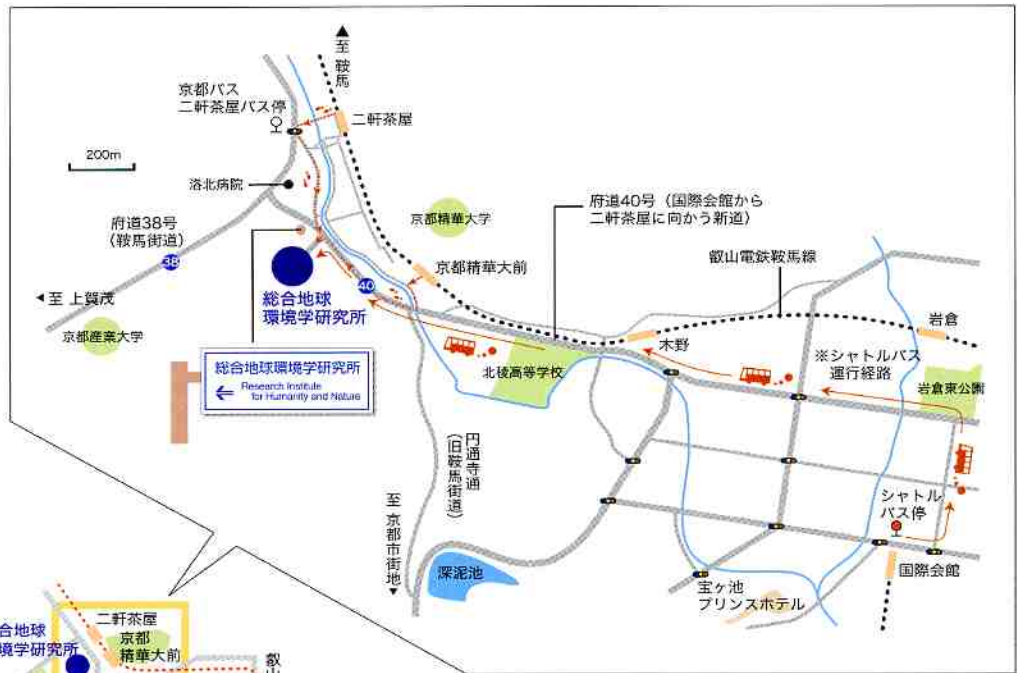 ▲至 鞍馬
京都バス
二軒茶屋バス停
二軒茶屋
200m
洛北病院
府道38号
(鞍馬街道)
38
◀至 上賀茂
京都産業大学
総合地球
環境学研究所
40
京都精華大学
京都精華大前
府道40号(国際会館から
二軒茶屋に向かう新道)
叡山電鉄鞍馬線
総合地球環境学研究所
← Research Institute
for Humanity and Nature
木野
北稜高等学校
岩倉
※シャトルバス
運行経路
岩倉東公園
円通寺通
(旧鞍馬街道)
至 京都市街地▼
シャトル
バス停
深泥池
国際会館
宝ヶ池
プリンスホテル
二軒茶屋
京都
精華大前
合地球
境学研究所
叡山